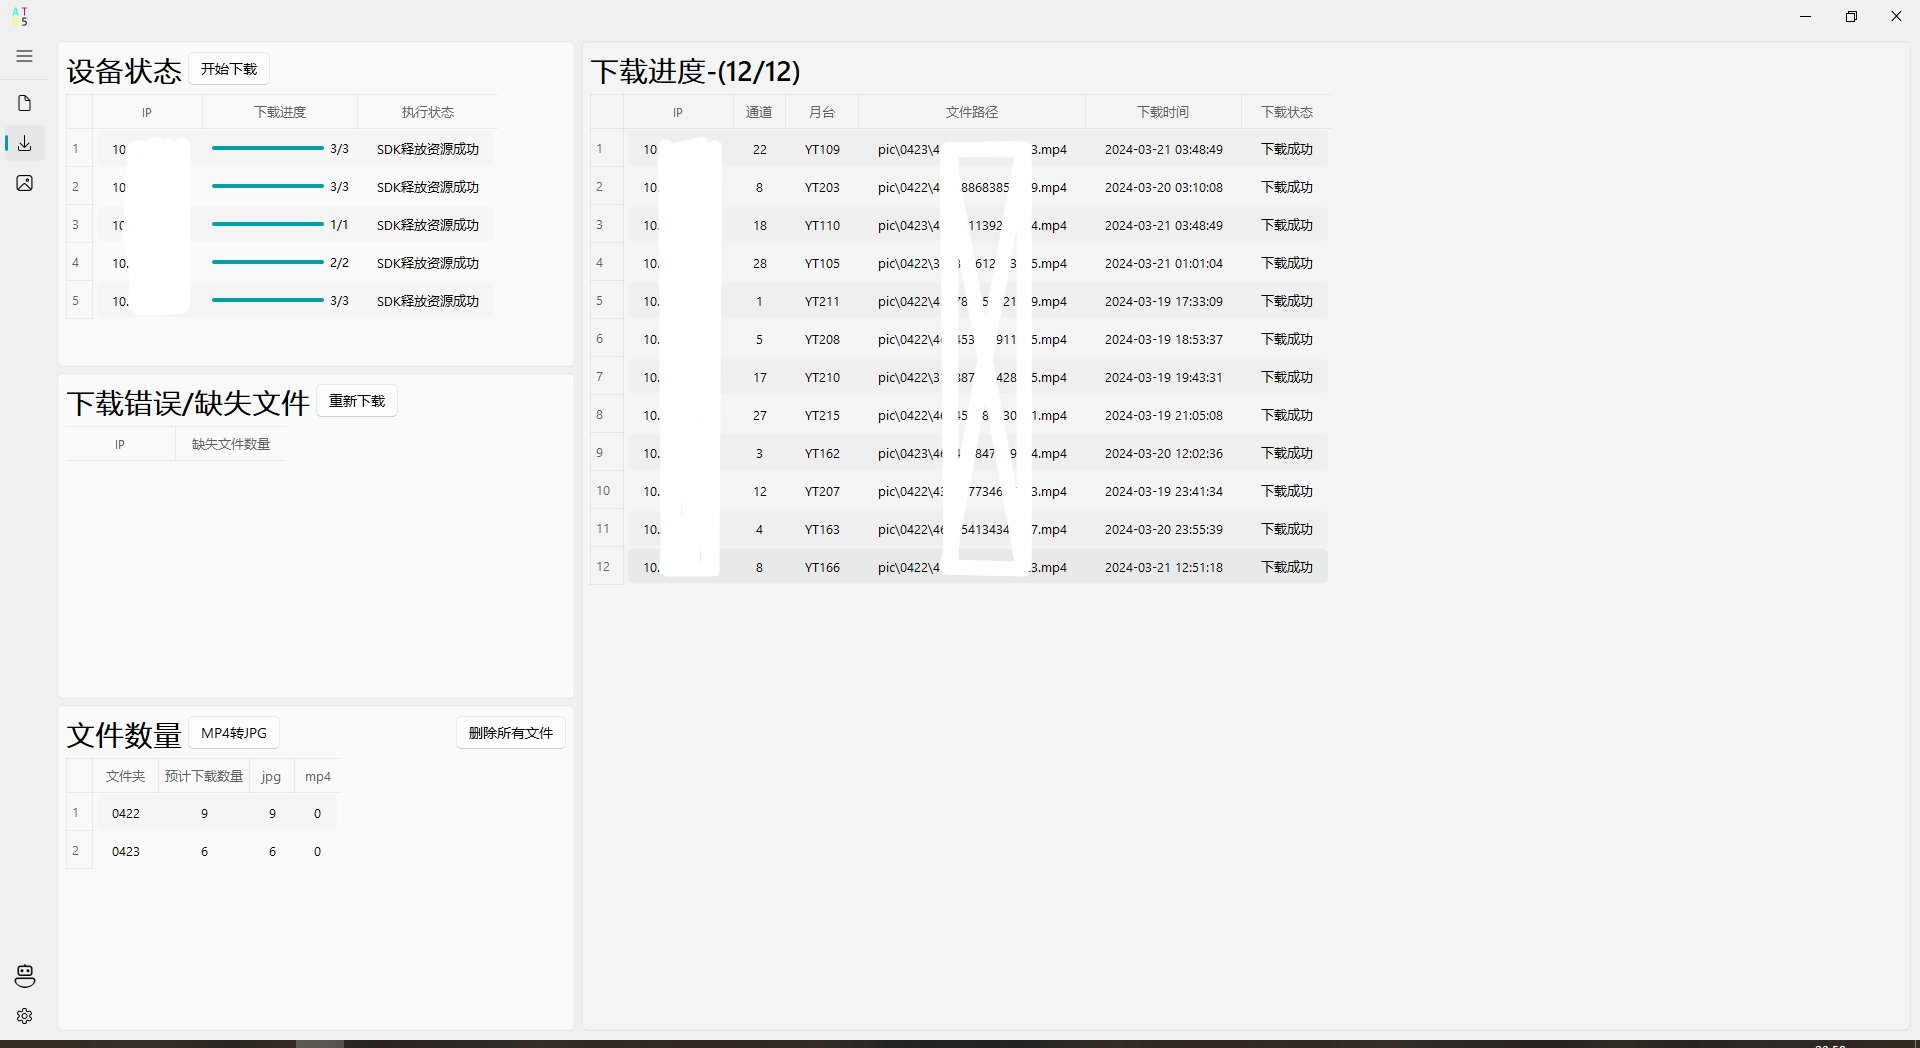 AT
05
设备状态 开始下载
IP 下载进度 执行状态
1 10 3/3 SDK释放资源成功
2 10 3/3 SDK释放资源成功
3 10 1/1 SDK释放资源成功
4 10. 2/2 SDK释放资源成功
5 10. 3/3 SDK释放资源成功
下载错误/缺失文件 重新下载
IP 缺失文件数量
文件数量 MP4转JPG 删除所有文件
文件夹 预计下载数量 jpg mp4
1 0422 9 9 0
2 0423 6 6 0
下载进度-(12/12)
IP 通道 月台 文件路径 下载时间 下载状态
1 10. 22 YT109 pic\0423\4 3.mp4 2024-03-21 03:48:49 下载成功
2 10. 8 YT203 pic\0422\4 8868385 9.mp4 2024-03-20 03:10:08 下载成功
3 10. 18 YT110 pic\0423\4 11392 4.mp4 2024-03-21 03:48:49 下载成功
4 10. 28 YT105 pic\0422\3 612 5.mp4 2024-03-21 01:01:04 下载成功
5 10. 1 YT211 pic\0422\4 78 5 21 9.mp4 2024-03-19 17:33:09 下载成功
6 10. 5 YT208 pic\0422\4 453 911 5.mp4 2024-03-19 18:53:37 下载成功
7 10. 17 YT210 pic\0422\3 87 428 5.mp4 2024-03-19 19:43:31 下载成功
8 10. 27 YT215 pic\0422\46 45 8 30 1.mp4 2024-03-19 21:05:08 下载成功
9 10. 3 YT162 pic\0423\46 4 847 9 4.mp4 2024-03-20 12:02:36 下载成功
10 10. 12 YT207 pic\0422\43 77346 3.mp4 2024-03-19 23:41:34 下载成功
11 10. 4 YT163 pic\0422\46 5413434 7.mp4 2024-03-20 23:55:39 下载成功
12 10. 8 YT166 pic\0422\4 3.mp4 2024-03-21 12:51:18 下载成功